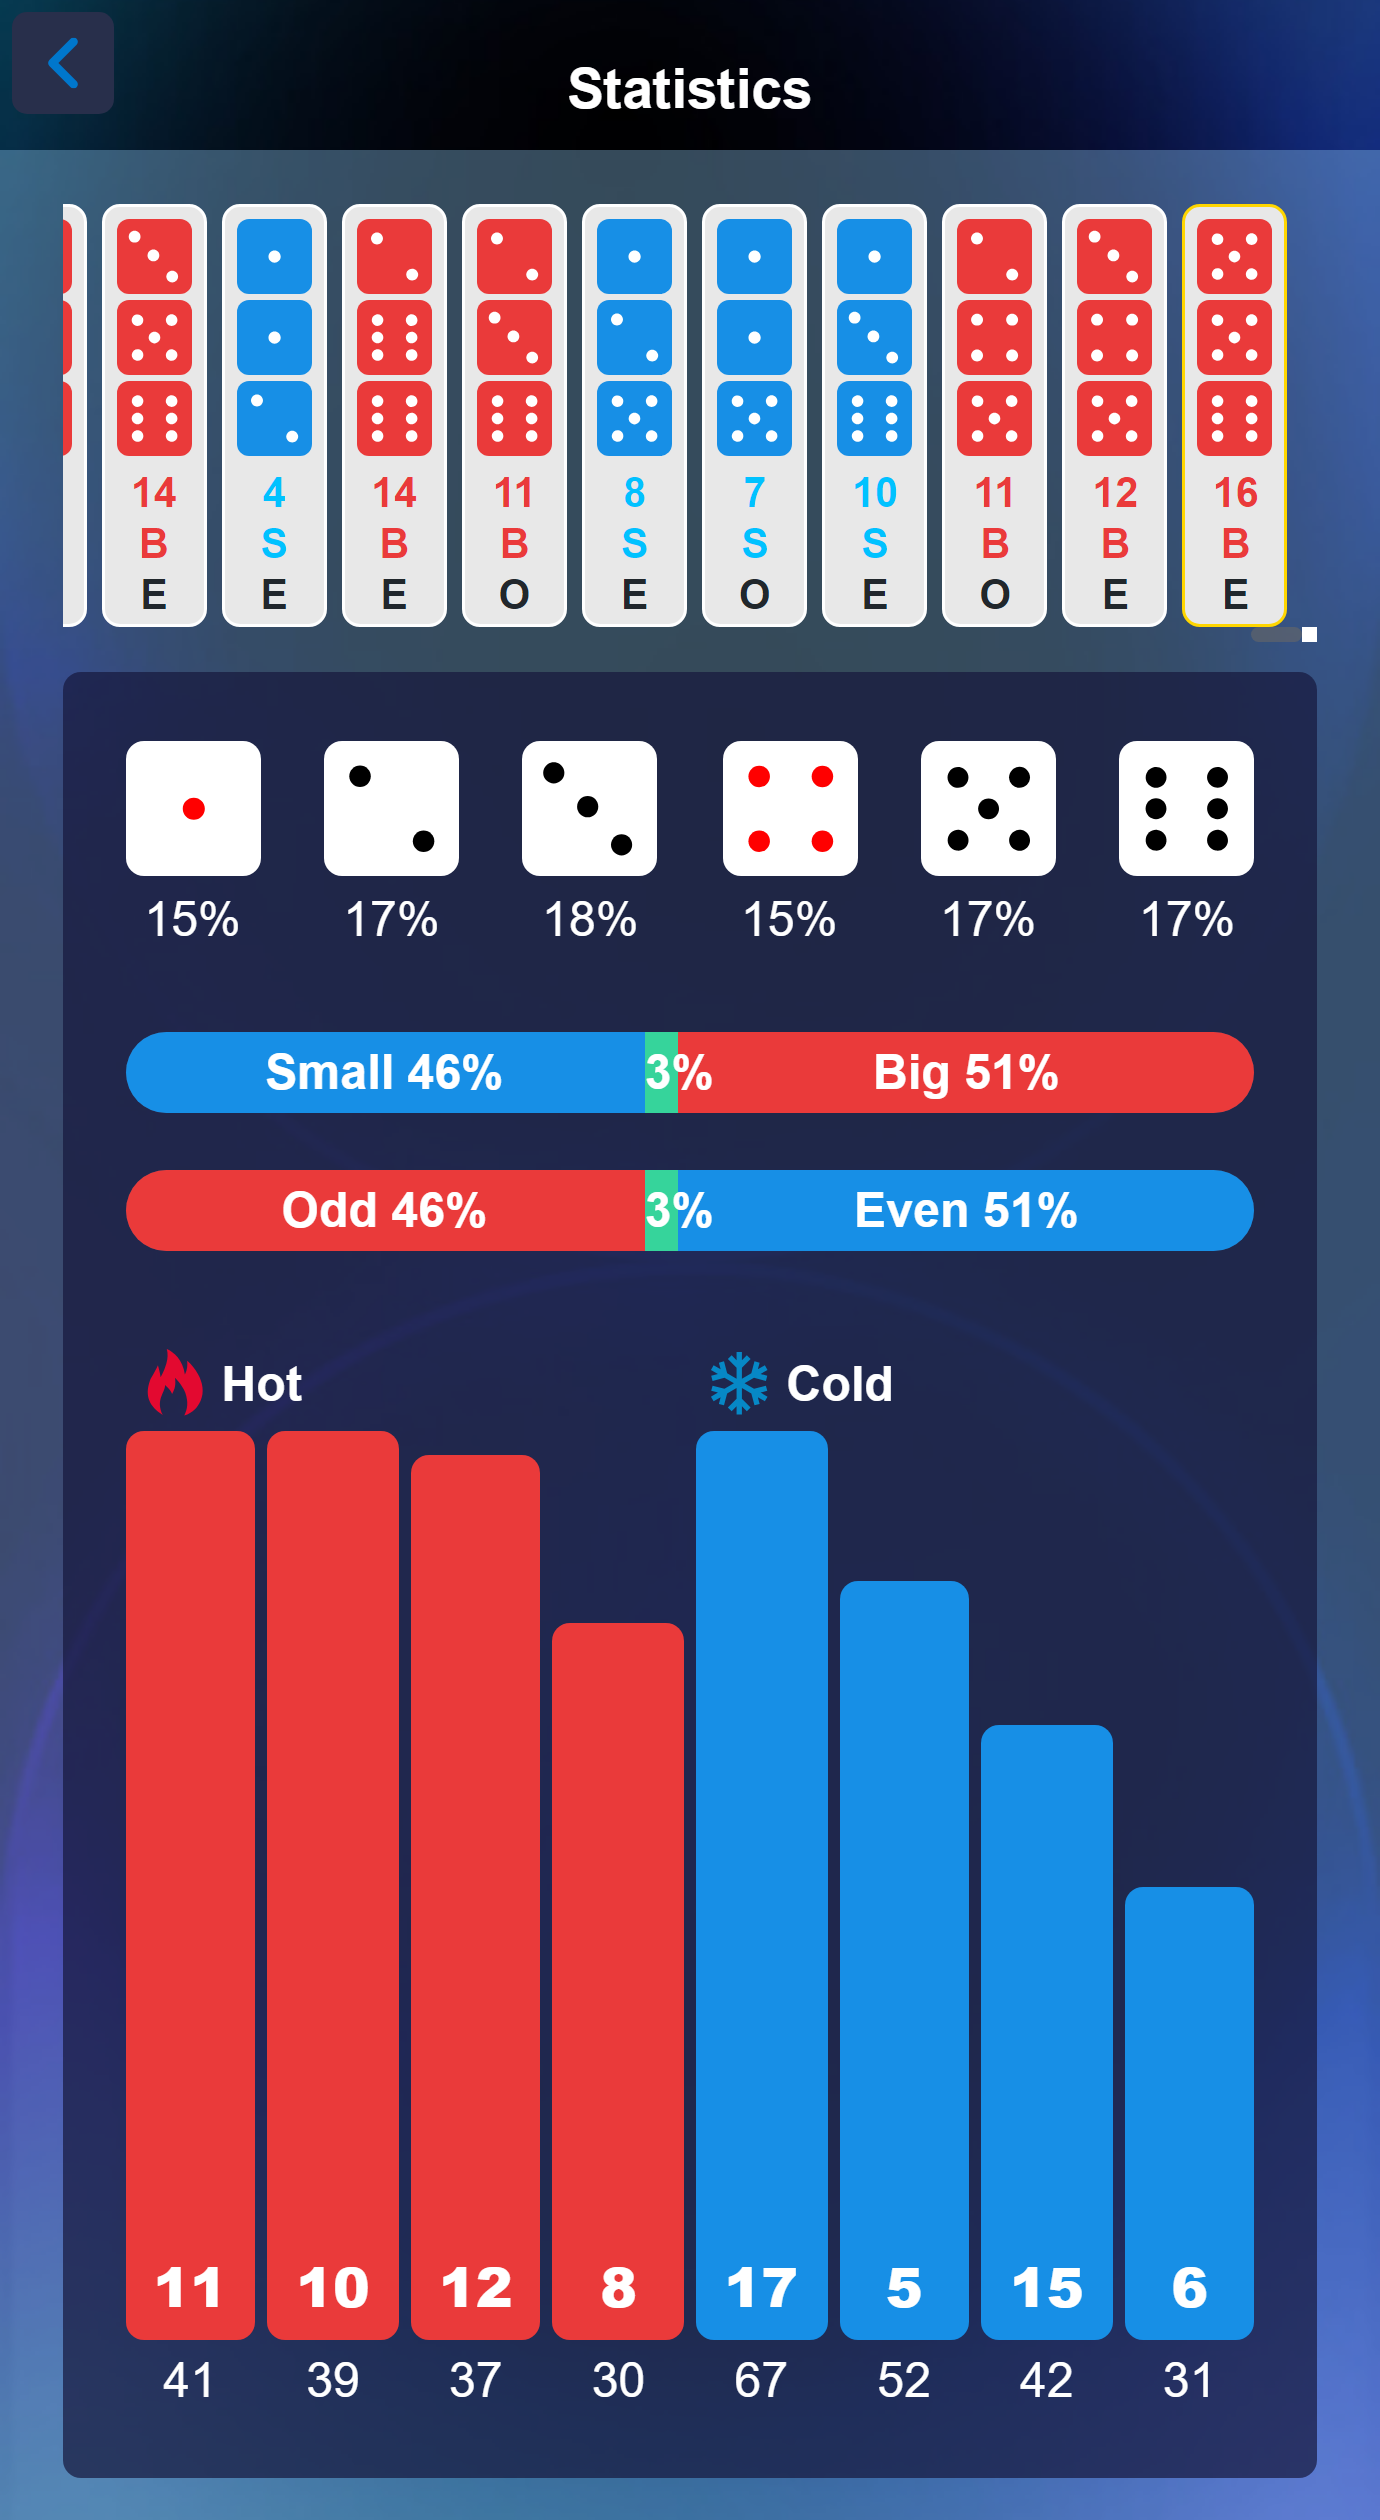 Statistics
14 4 14 11 8 7 10 11 12 16
B S B B S S S B B B
E E E O E O E O E E
15% 17% 18% 15% 17% 17%
Small 46% 3% Big 51%
Odd 46% 3% Even 51%
Hot Cold
11 10 12 8 17 5 15 6
41 39 37 30 67 52 42 31